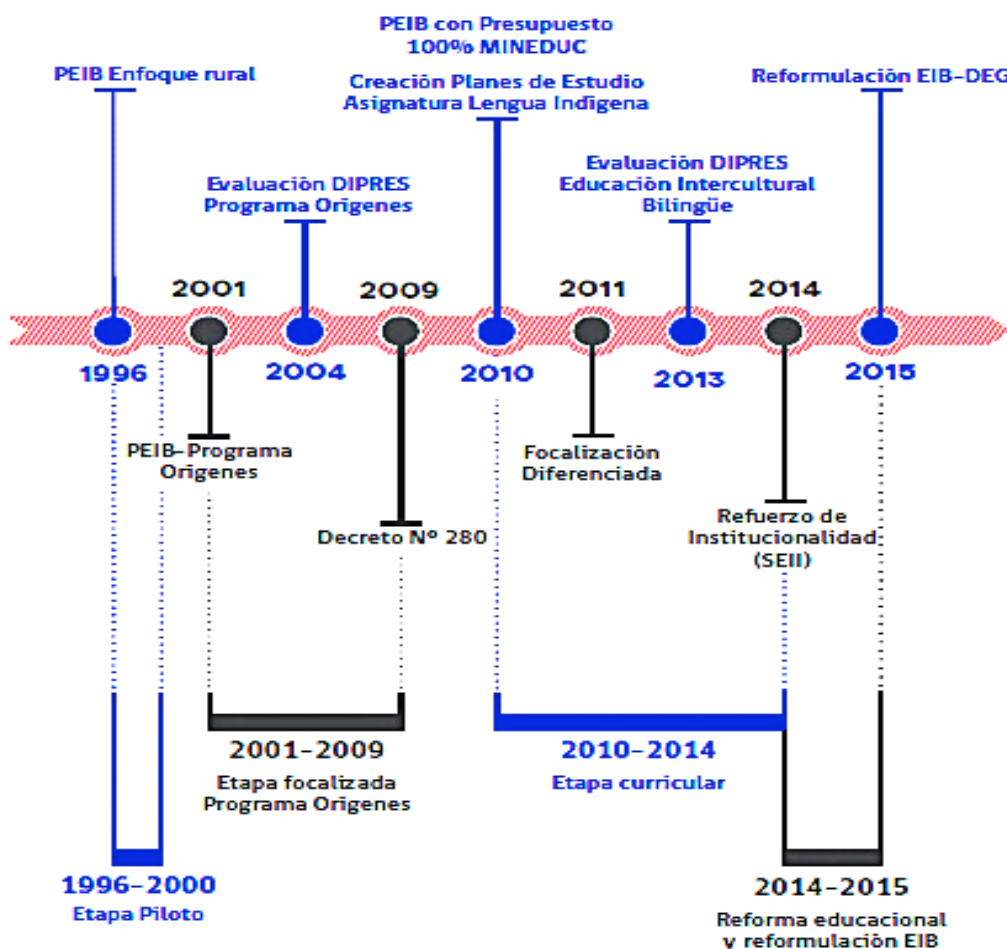 PEIB con Presupuesto
100% MINEDUC
PEIB Enfoque rural
Creación Planes de Estudio
Asignatura Lengua Indígena
Reformulación EIB-DEG
Evaluación DIPRES
Programa Orígenes
Evaluación DIPRES
Educación Intercultural
Bilingüe
2001
2009
2011
2014
1996
2004
2010
2013
2015
PEIB-Programa
Orígenes
Focalización
Diferenciada
Decreto Nº 280
Refuerzo de
Institucionalidad
(SEII)
2001-2009
Etapa focalizada
Programa Orígenes
2010-2014
Etapa curricular
1996-2000
Etapa Piloto
2014-2015
Reforma educacional
y reformulación EIB